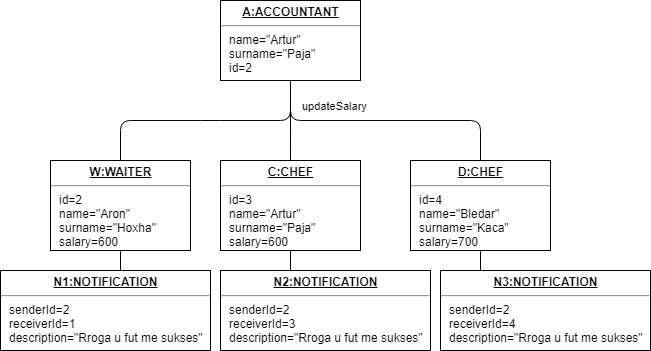 A:ACCOUNTANT
name="Artur"
surname="Paja"
id=2
updateSalary
W:WAITER
id=2
name="Aron"
surname="Hoxha"
salary=600
C:CHEF
id=3
name="Artur"
surname="Paja"
salary=600
D:CHEF
id=4
name="Bledar"
surname="Kaca"
salary=700
N1:NOTIFICATION
senderId=2
receiverId=1
description="Rroga u fut me sukses"
N2:NOTIFICATION
senderId=2
receiverId=3
description="Rroga u fut me sukses"
N3:NOTIFICATION
senderId=2
receiverId=4
description="Rroga u fut me sukses"